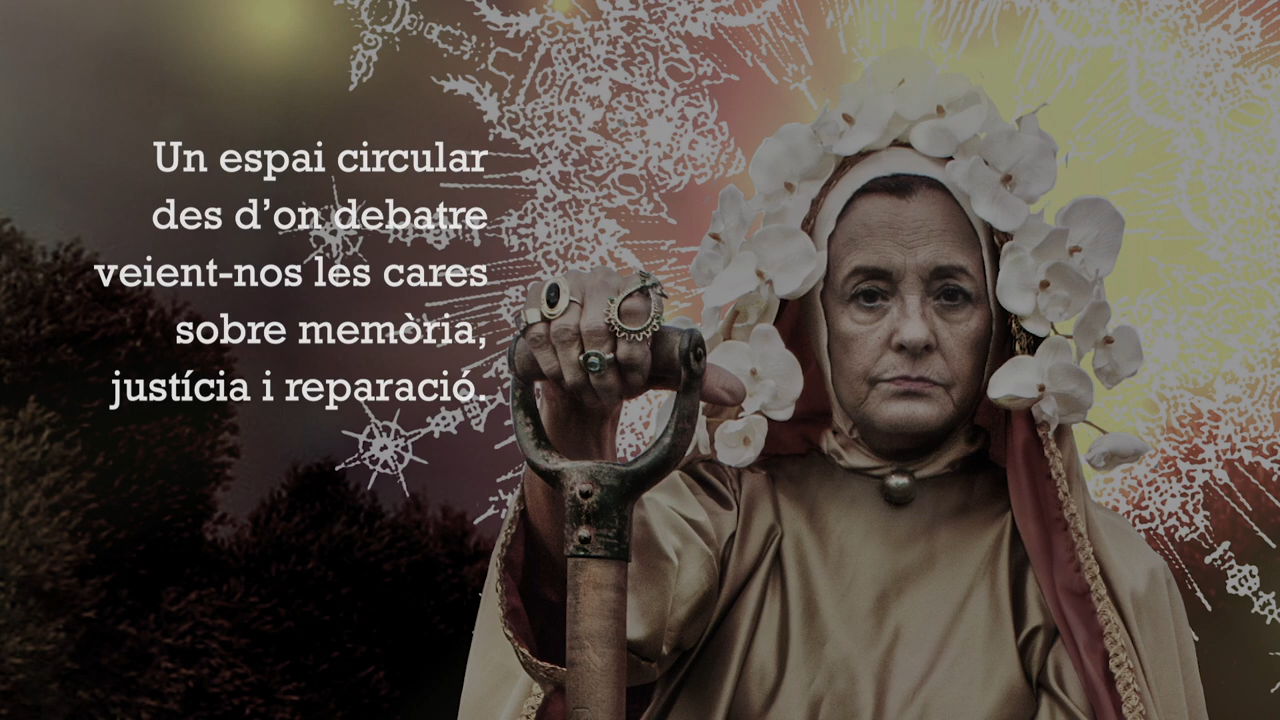 Un espai circular
des d’on debatre
veient-nos les cares
sobre memòria,
justícia i reparació.